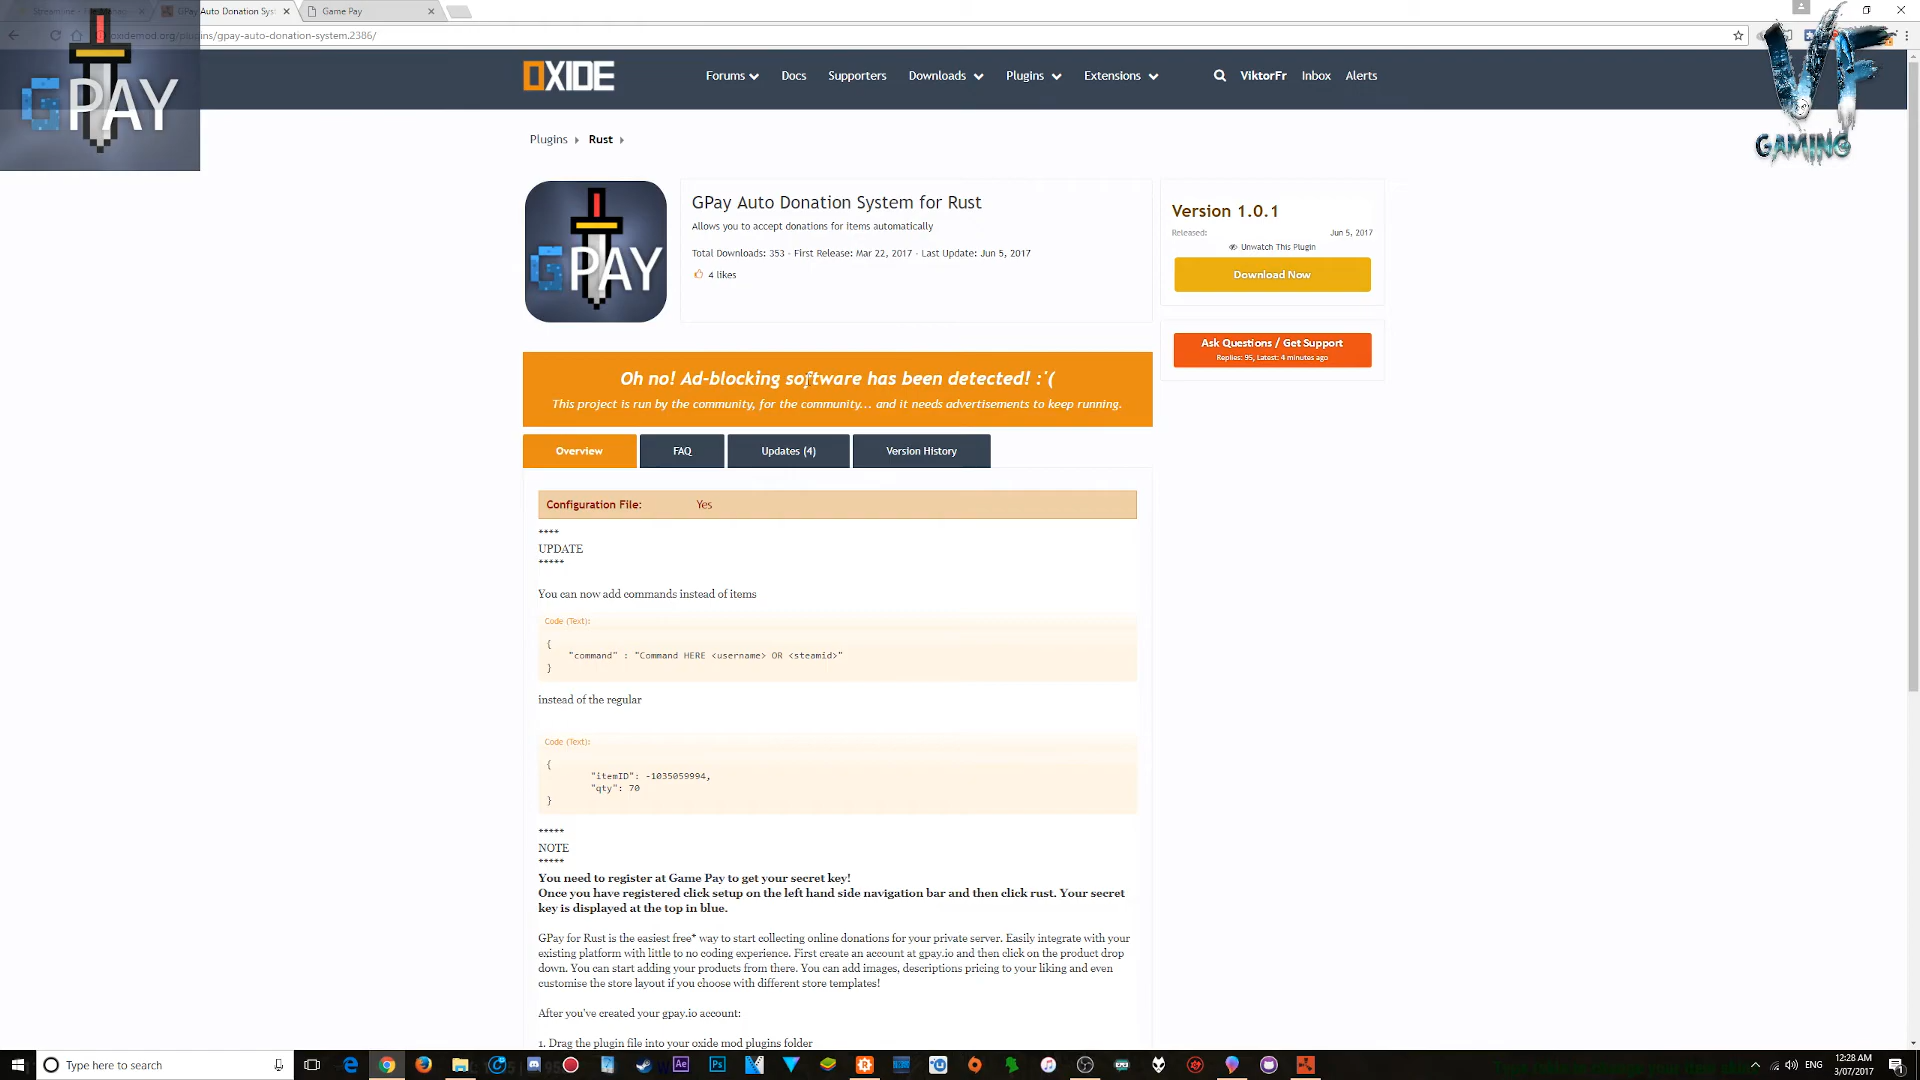 GPay Auto Donation Sys
Game Pay
oxidemod.org/plugins/gpay-auto-donation-system.2386/
GPAY
OXIDE
Forums
Docs
Supporters
Downloads
Plugins
Extensions
ViktorFr
Inbox
Alerts
VF
GAMING
Plugins
Rust
GPAY
GPay Auto Donation System for Rust
Allows you to accept donations for items automatically
Total Downloads: 353 - First Release: Mar 22, 2017 - Last Update: Jun 5, 2017
4 likes
Version 1.0.1
Released: Jun 5, 2017
Unwatch This Plugin
Download Now
Ask Questions / Get Support
Replies: 95, Latest: 4 minutes ago
Oh no! Ad-blocking software has been detected! :'(
This project is run by the community, for the community... and it needs advertisements to keep running.
Overview
FAQ
Updates (4)
Version History
Configuration File: Yes
****
UPDATE
*****
You can now add commands instead of items
Code (Text):
{
"command" : "Command HERE <username> OR <steamid>"
}
instead of the regular
Code (Text):
{
"itemID": -1035059994,
"qty": 70
}
*****
NOTE
*****
You need to register at Game Pay to get your secret key!
Once you have registered click setup on the left hand side navigation bar and then click rust. Your secret
key is displayed at the top in blue.
GPay for Rust is the easiest free* way to start collecting online donations for your private server. Easily integrate with your
existing platform with little to no coding experience. First create an account at gpay.io and then click on the product drop
down. You can start adding your products from there. You can add images, descriptions pricing to your liking and even
customise the store layout if you choose with different store templates!
After you've created your gpay.io account:
1. Drag the plugin file into your oxide mod plugins folder
Type here to search
ENG
12:28 AM
3/07/2017